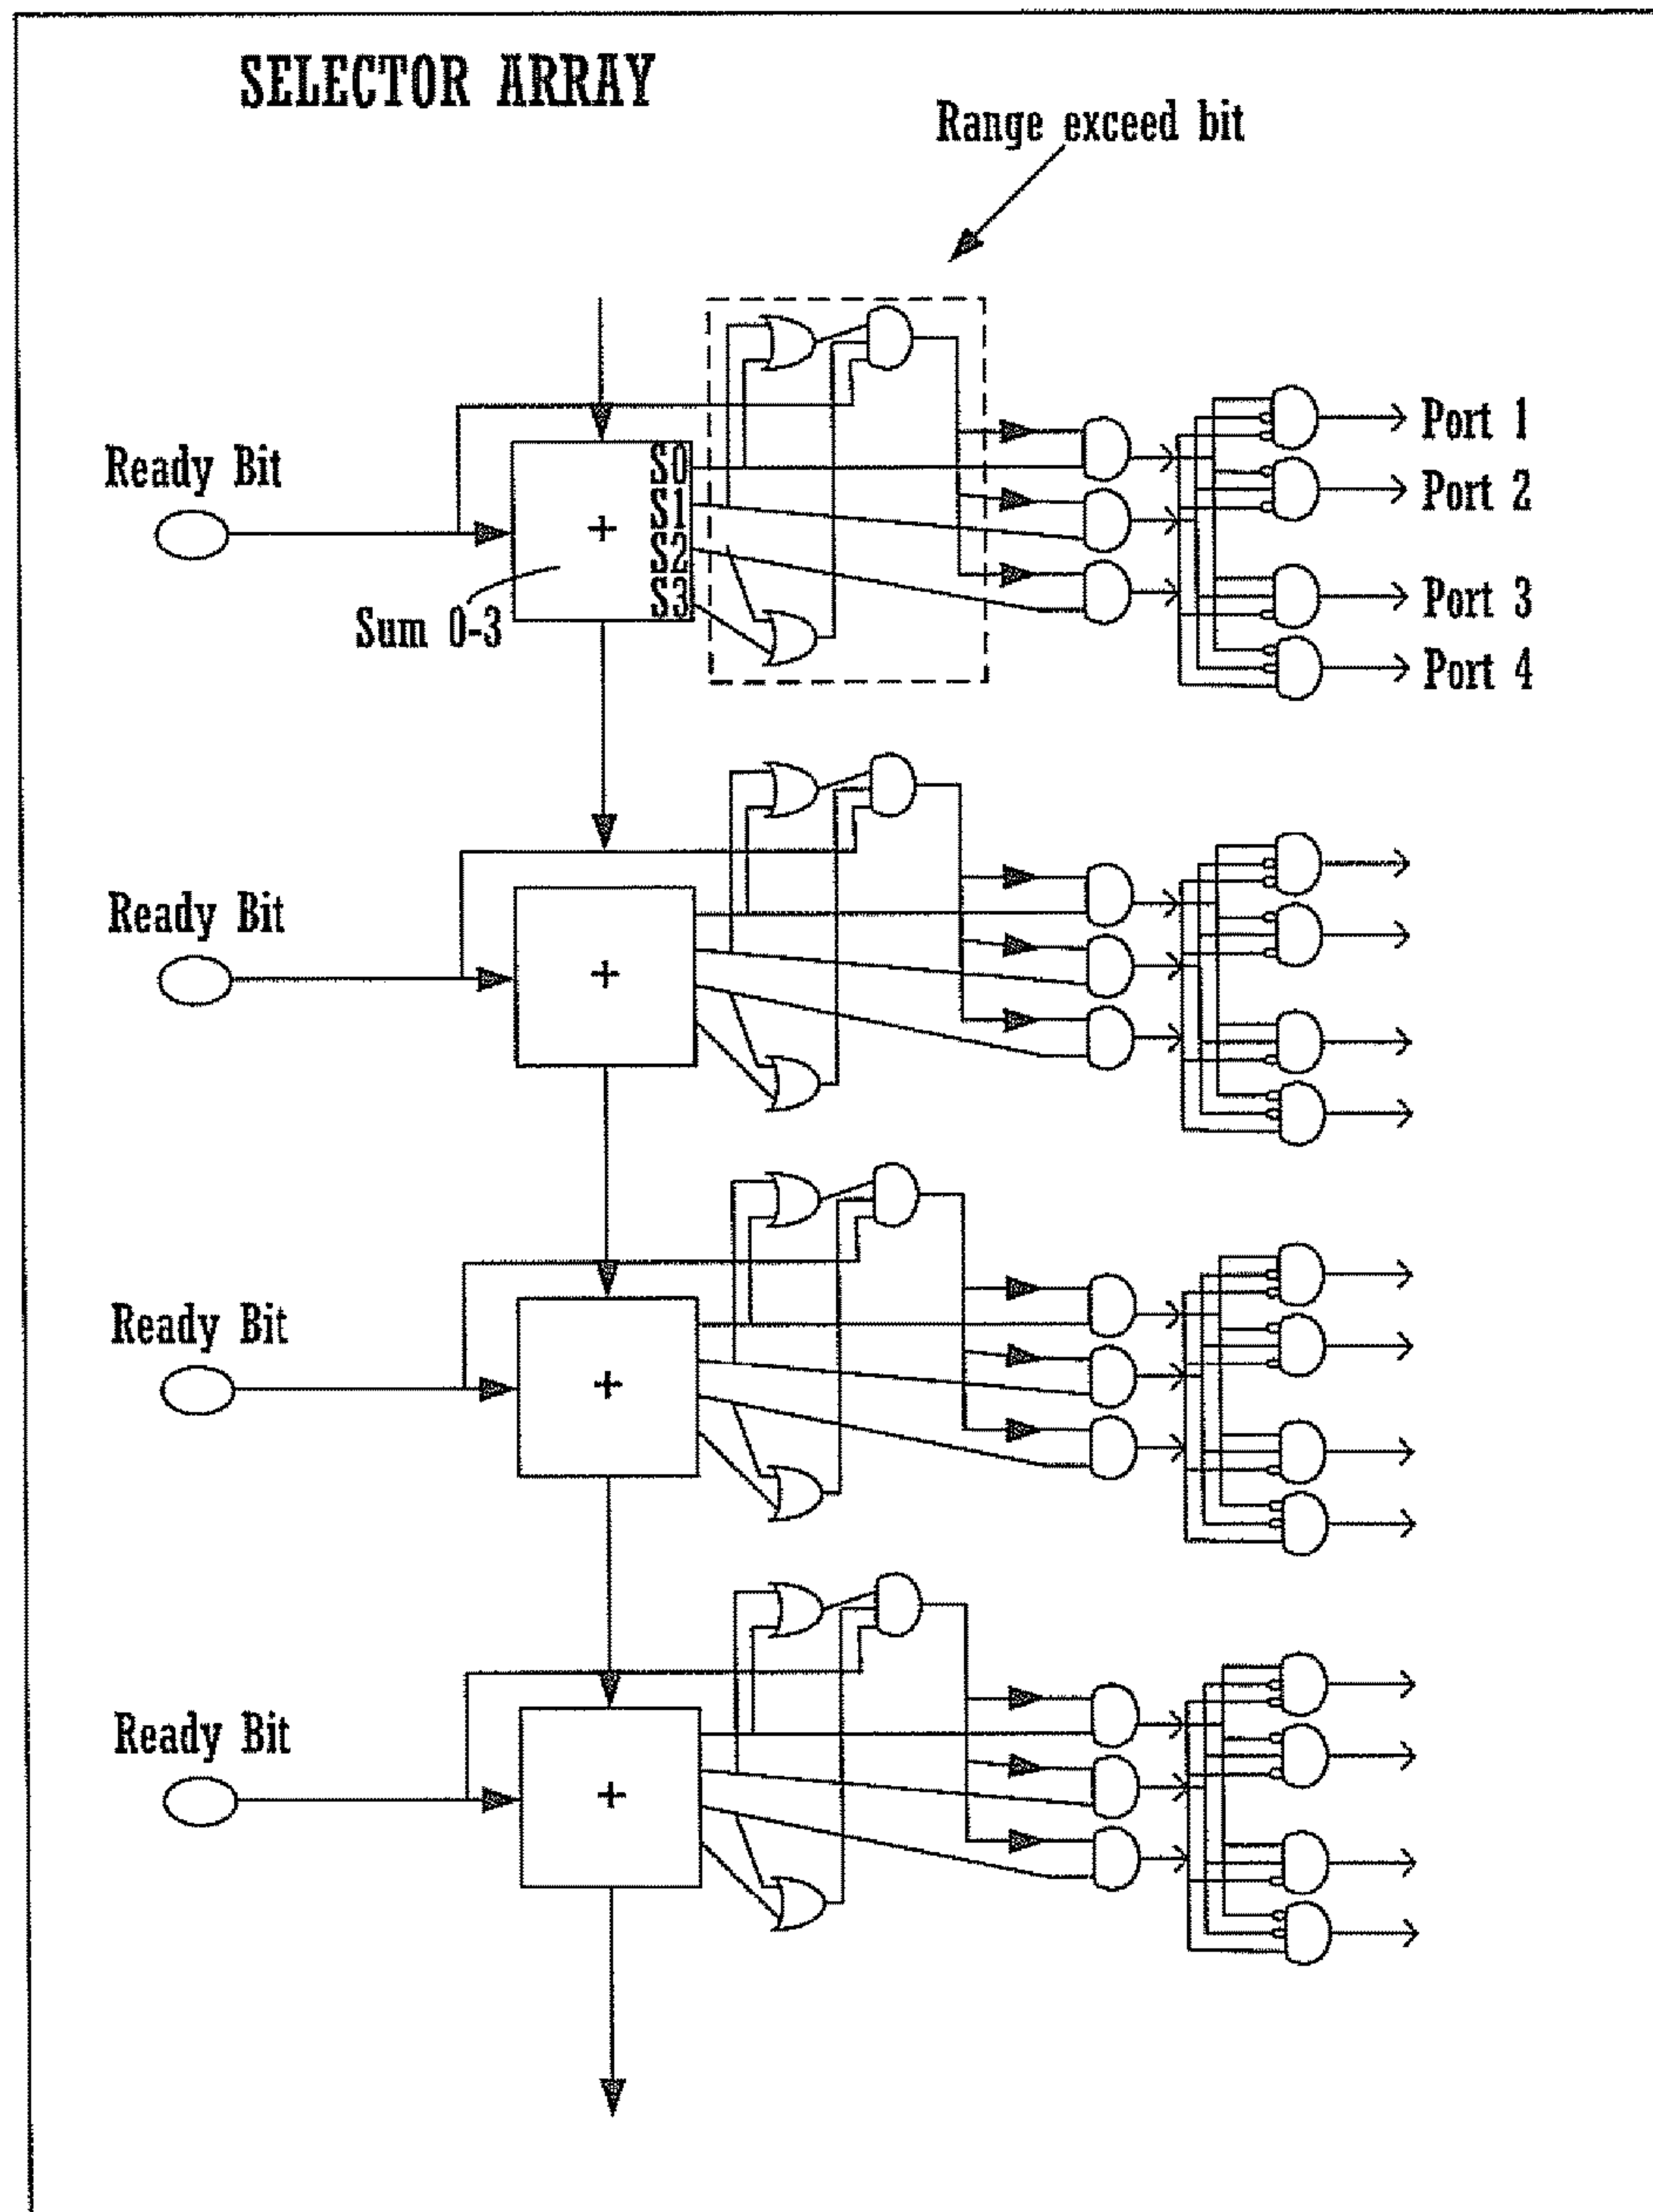 SELECTOR ARRAY
Range exceed bit
Ready Bit
S0
S1
+
S2
S3
Sum 0-3
Port 1
Port 2
Port 3
Port 4
Ready Bit
+
Ready Bit
+
Ready Bit
+